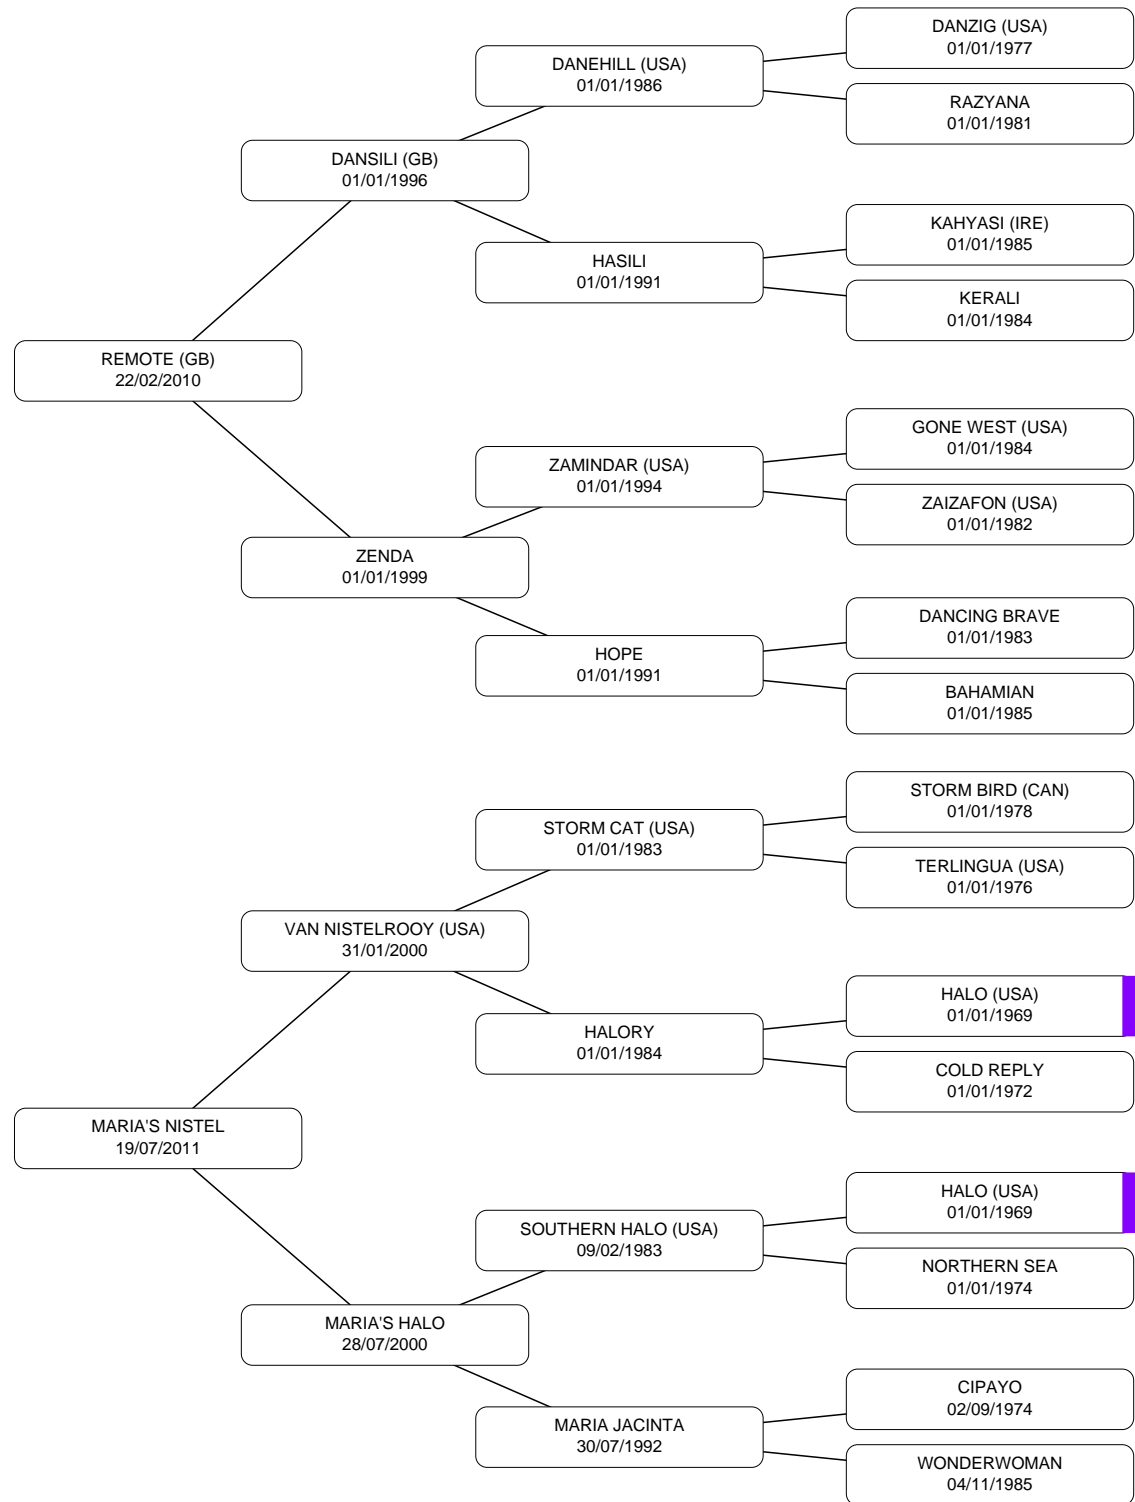 DANZIG (USA)
01/01/1977
DANEHILL (USA)
01/01/1986
RAZYANA
01/01/1981
DANSILI (GB)
01/01/1996
KAHYASI (IRE)
01/01/1985
HASILI
01/01/1991
KERALI
01/01/1984
REMOTE (GB)
22/02/2010
GONE WEST (USA)
01/01/1984
ZAMINDAR (USA)
01/01/1994
ZAIZAFON (USA)
01/01/1982
ZENDA
01/01/1999
DANCING BRAVE
01/01/1983
HOPE
01/01/1991
BAHAMIAN
01/01/1985
STORM BIRD (CAN)
01/01/1978
STORM CAT (USA)
01/01/1983
TERLINGUA (USA)
01/01/1976
VAN NISTELROOY (USA)
31/01/2000
HALO (USA)
01/01/1969
HALORY
01/01/1984
COLD REPLY
01/01/1972
MARIA'S NISTEL
19/07/2011
HALO (USA)
01/01/1969
SOUTHERN HALO (USA)
09/02/1983
NORTHERN SEA
01/01/1974
MARIA'S HALO
28/07/2000
CIPAYO
02/09/1974
MARIA JACINTA
30/07/1992
WONDERWOMAN
04/11/1985